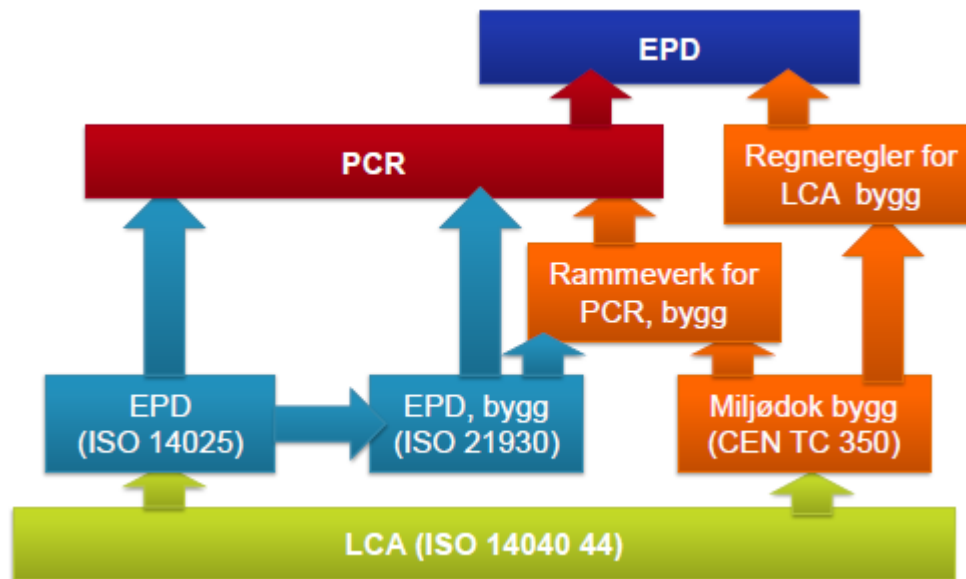 EPD
PCR
Regneregler for
LCA bygg
Rammeverk for
PCR, bygg
EPD
(ISO 14025)
EPD, bygg
(ISO 21930)
Miljødok bygg
(CEN TC 350)
LCA (ISO 14040 44)